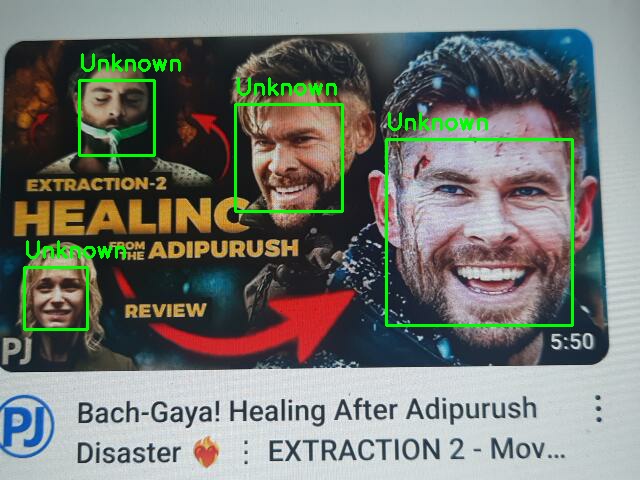 Unknown
Unknown
Unknown
EXTRACTION-2
HEALING
FROM THE ADIPURUSH
Unknown
REVIEW
PJ
5:50
PJ
Bach-Gaya! Healing After Adipurush
Disaster ❤️‍🔥 ⋮ EXTRACTION 2 - Mov...